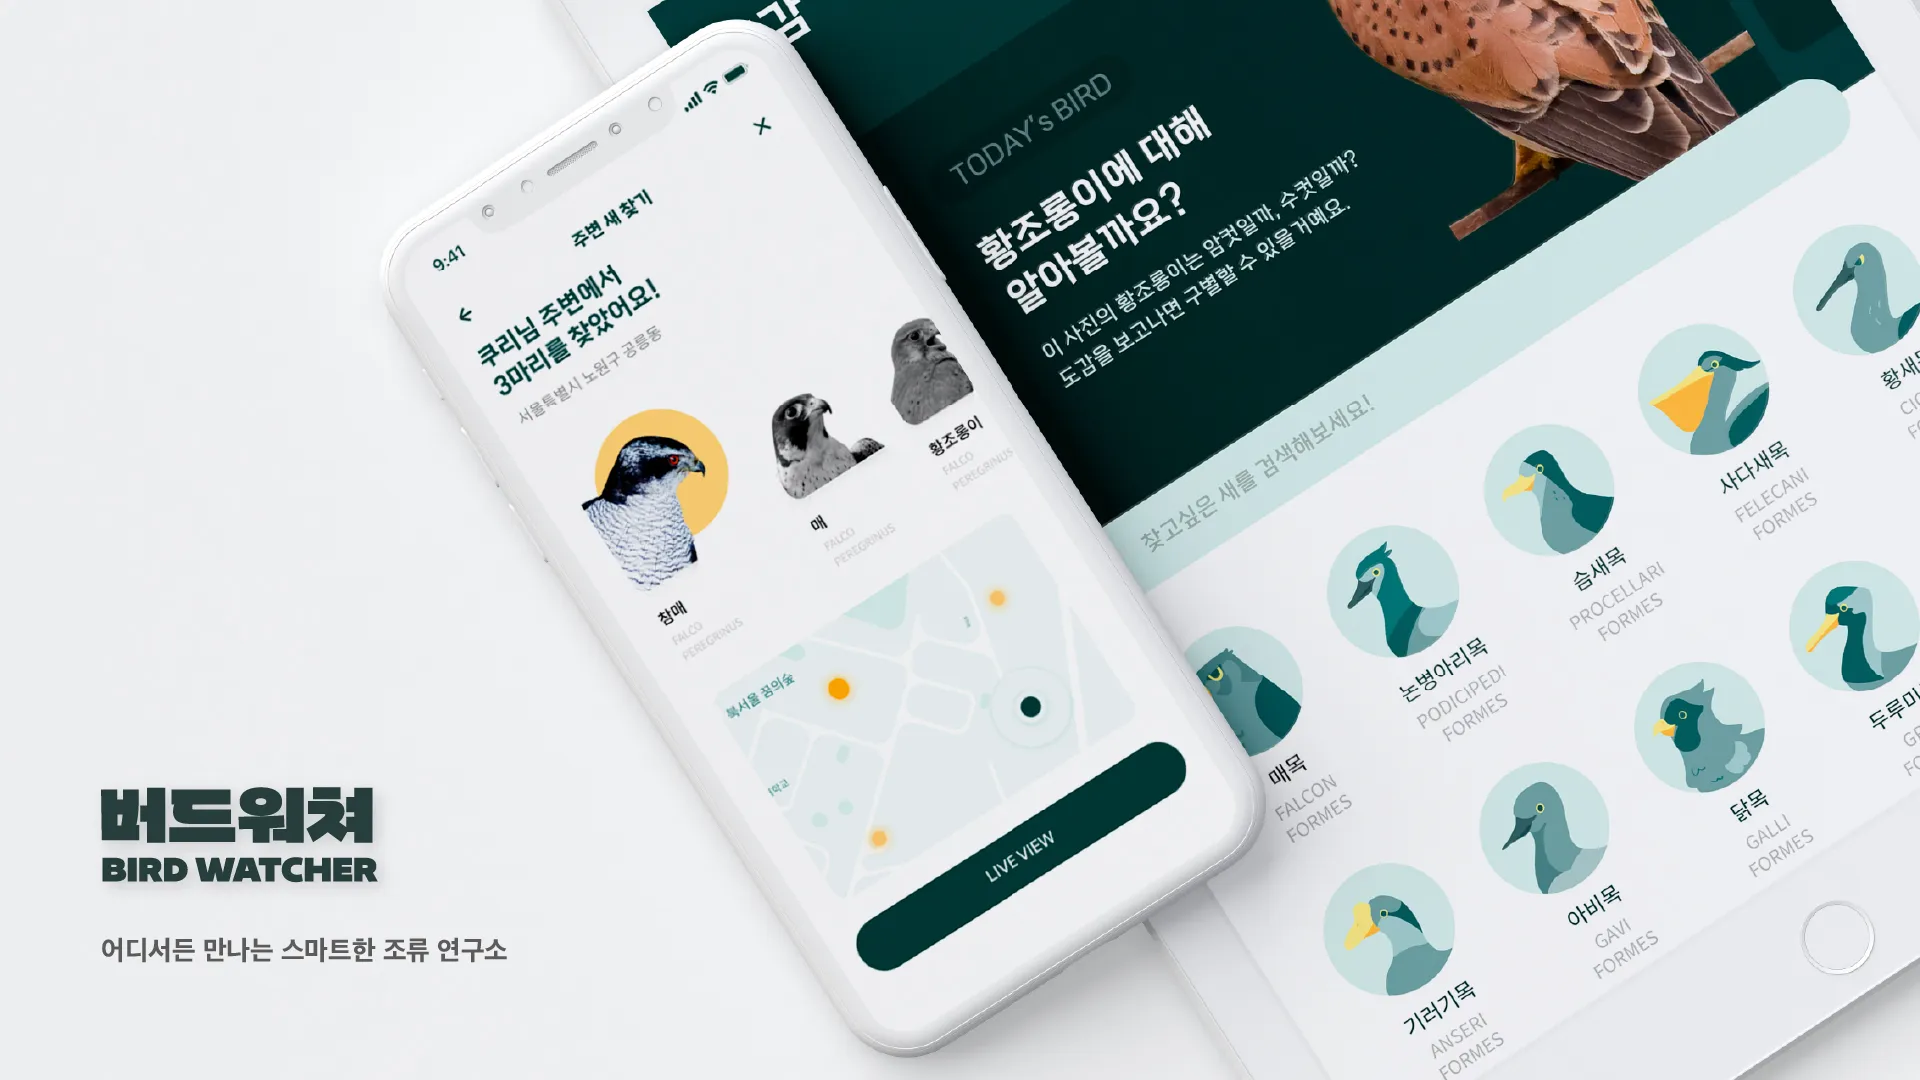 버드워쳐
BIRD WATCHER
어디서든 만나는 스마트한 조류 연구소
9:41
주변 새 찾기
쿠리님 주변에서
3마리를 찾았어요!
서울특별시 노원구 공릉동
참매
FALCO
PEREGRINUS
매
FALCO
PEREGRINUS
황조롱이
FALCO
PEREGRINUS
북서울 꿈의숲
LIVE VIEW
감
TODAY's BIRD
황조롱이에 대해
알아볼까요?
이 사진의 황조롱이는 암컷일까, 수컷일까?
도감을 보고나면 구별할 수 있을거예요.
찾고싶은 새를 검색해보세요!
매목
FALCON
FORMES
논병아리목
PODICIPEDI
FORMES
슴새목
PROCELLARI
FORMES
사다새목
FELECANI
FORMES
황새
기러기목
ANSERI
FORMES
아비목
GAVI
FORMES
닭목
GALLI
FORMES
두루미